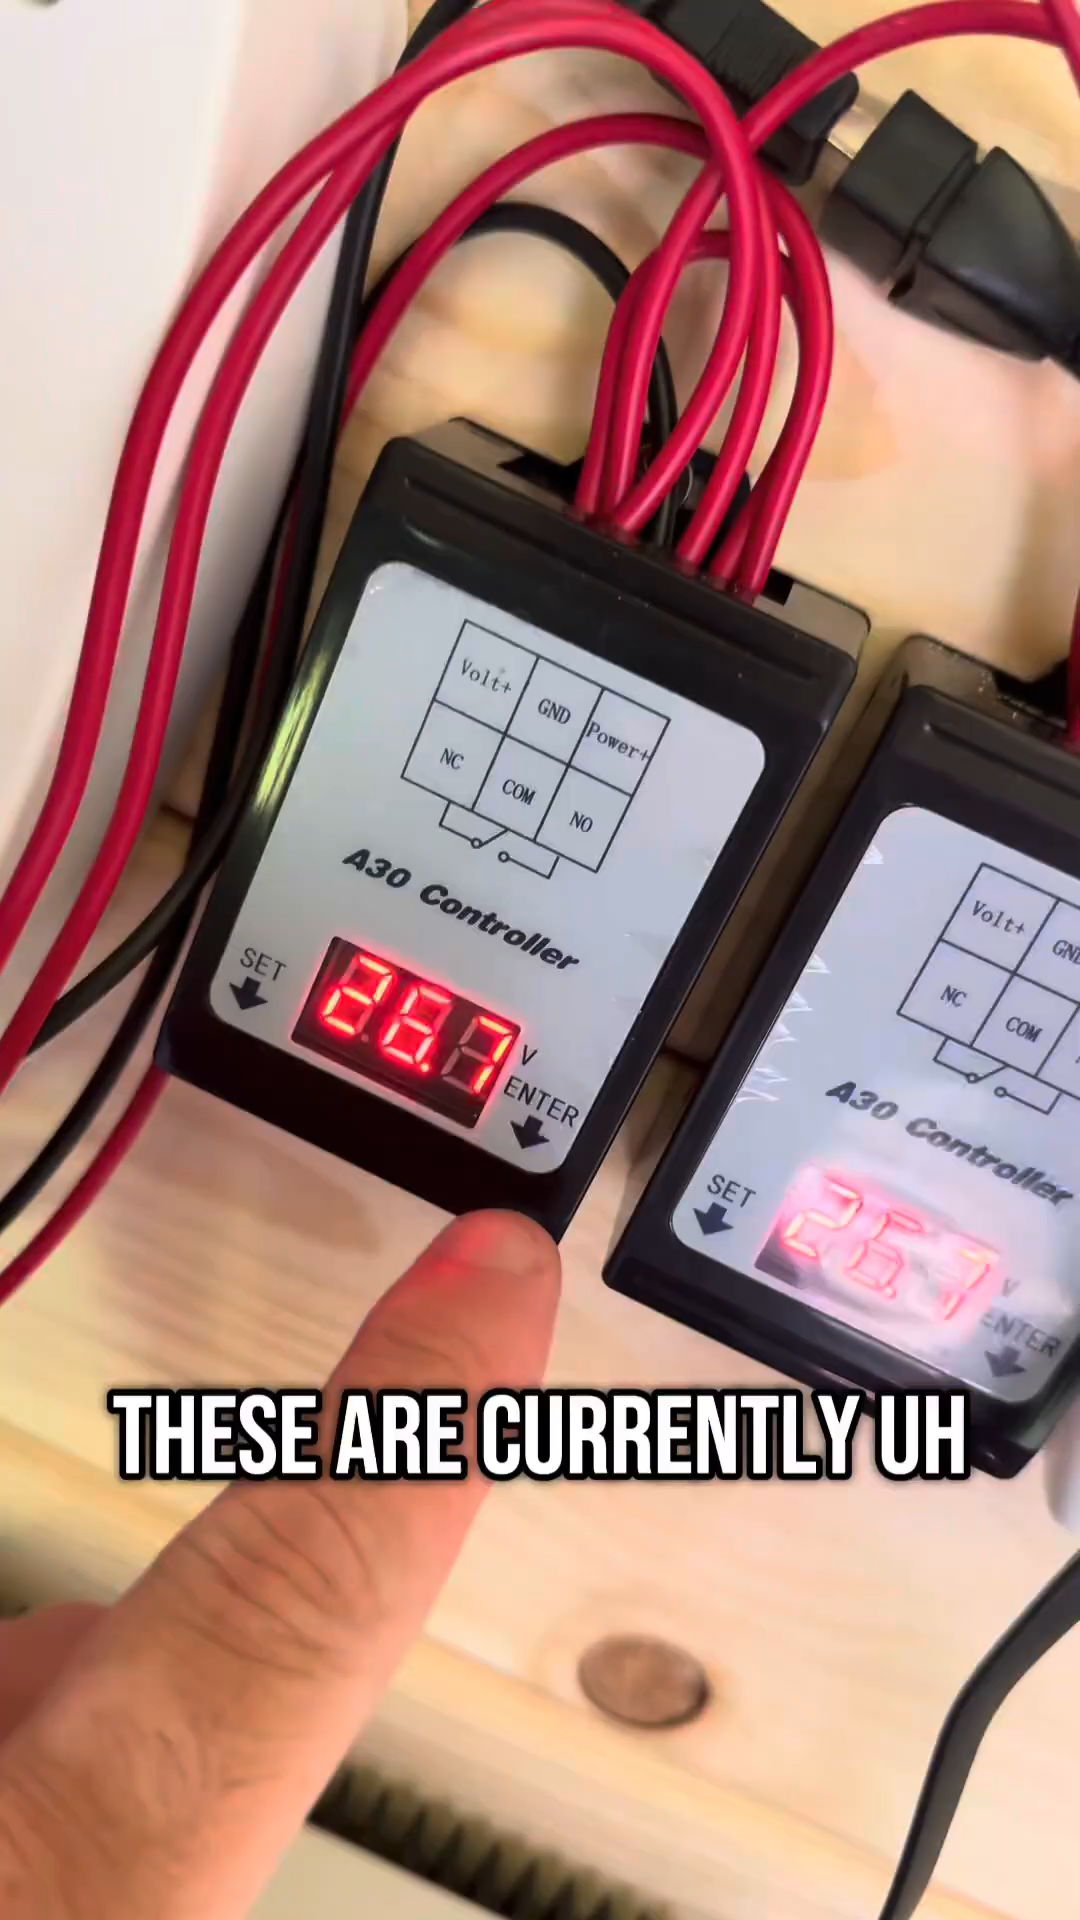 Volt+ GND Power+
NC COM NO
A30 Controller
SET
26.7 V
ENTER
Volt+ GND
NC COM
A30 Controller
SET
26.7 V
ENTER
THESE ARE CURRENTLY UH